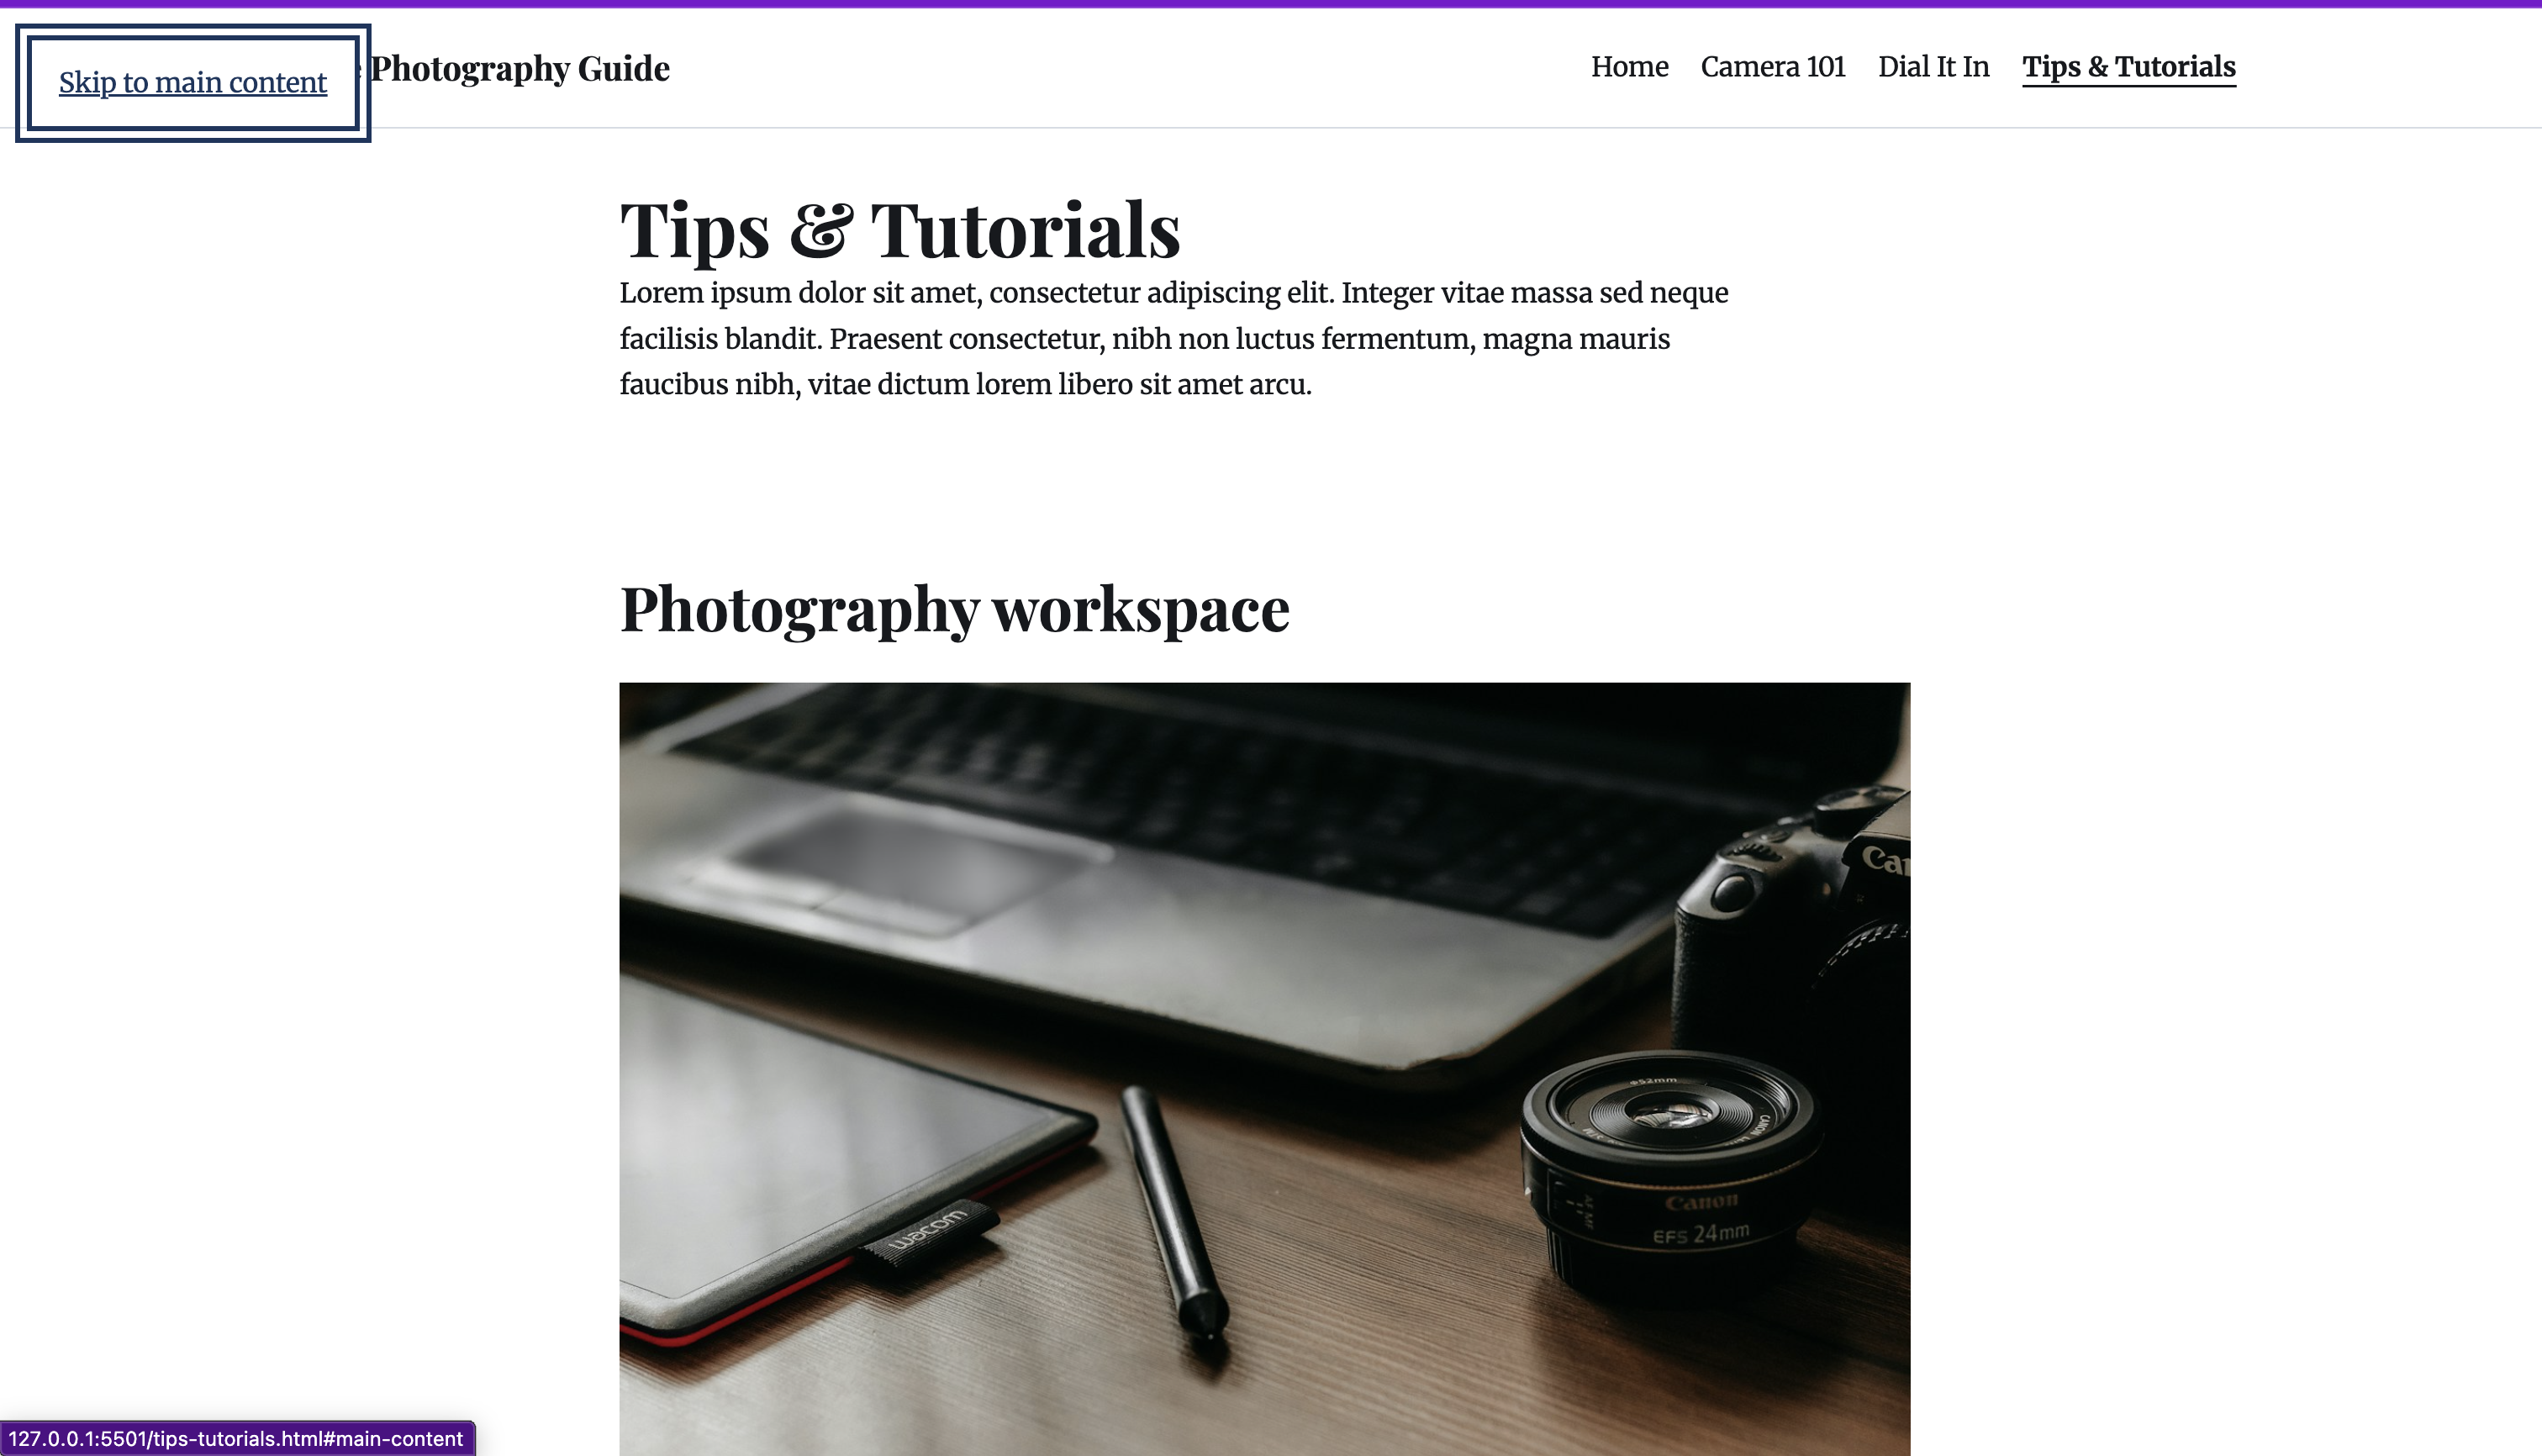 Skip to main content
Photography Guide
Home Camera 101 Dial It In Tips & Tutorials
Tips & Tutorials
Lorem ipsum dolor sit amet, consectetur adipiscing elit. Integer vitae massa sed neque
facilisis blandit. Praesent consectetur, nibh non luctus fermentum, magna mauris
faucibus nibh, vitae dictum lorem libero sit amet arcu.
Photography workspace
wacom
Canon
EFS 24mm
127.0.0.1:5501/tips-tutorials.html#main-content